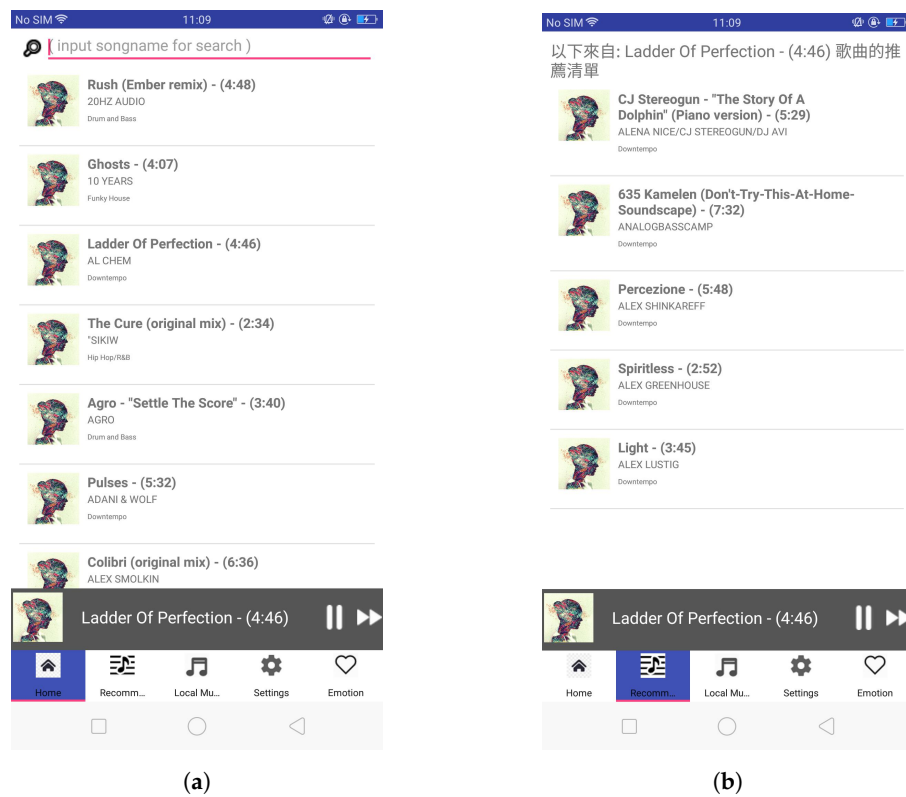 No SIM 11:09
( input songname for search )
Rush (Ember remix) - (4:48)
20HZ AUDIO
Drum and Bass
Ghosts - (4:07)
10 YEARS
Funky House
Ladder Of Perfection - (4:46)
AL CHEM
Downtempo
The Cure (original mix) - (2:34)
"SIKIW
Hip Hop/R&B
Agro - "Settle The Score" - (3:40)
AGRO
Drum and Bass
Pulses - (5:32)
ADANI & WOLF
Downtempo
Colibri (original mix) - (6:36)
ALEX SMOLKIN
Ladder Of Perfection - (4:46)
Home Recomm... Local Mu... Settings Emotion
(a)
No SIM 11:09
以下來自: Ladder Of Perfection - (4:46) 歌曲的推
薦清單
CJ Stereogun - "The Story Of A
Dolphin" (Piano version) - (5:29)
ALENA NICE/CJ STEREOGUN/DJ AVI
Downtempo
635 Kamelen (Don't-Try-This-At-Home-
Soundscape) - (7:32)
ANALOGBASSCAMP
Downtempo
Percezione - (5:48)
ALEX SHINKAREFF
Downtempo
Spiritless - (2:52)
ALEX GREENHOUSE
Downtempo
Light - (3:45)
ALEX LUSTIG
Downtempo
Ladder Of Perfection - (4:46)
Home Recomm... Local Mu... Settings Emotion
(b)